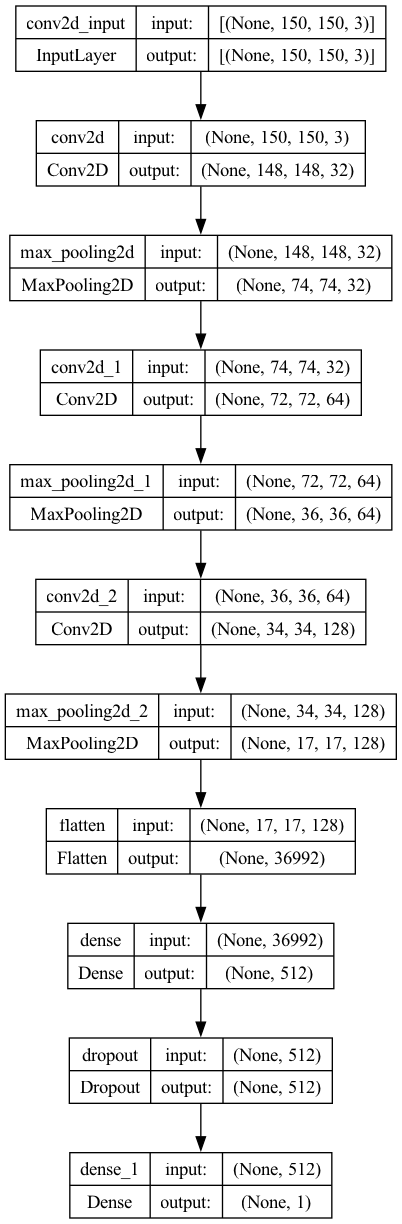 conv2d_input input: [(None, 150, 150, 3)]
InputLayer output: [(None, 150, 150, 3)]
conv2d input: (None, 150, 150, 3)
Conv2D output: (None, 148, 148, 32)
max_pooling2d input: (None, 148, 148, 32)
MaxPooling2D output: (None, 74, 74, 32)
conv2d_1 input: (None, 74, 74, 32)
Conv2D output: (None, 72, 72, 64)
max_pooling2d_1 input: (None, 72, 72, 64)
MaxPooling2D output: (None, 36, 36, 64)
conv2d_2 input: (None, 36, 36, 64)
Conv2D output: (None, 34, 34, 128)
max_pooling2d_2 input: (None, 34, 34, 128)
MaxPooling2D output: (None, 17, 17, 128)
flatten input: (None, 17, 17, 128)
Flatten output: (None, 36992)
dense input: (None, 36992)
Dense output: (None, 512)
dropout input: (None, 512)
Dropout output: (None, 512)
dense_1 input: (None, 512)
Dense output: (None, 1)